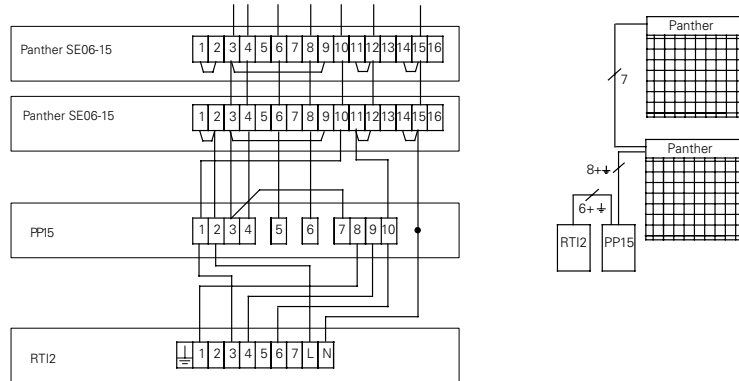 Panther SE06-15 1 2 3 4 5 6 7 8 9 10 11 12 13 14 15 16
Panther SE06-15 1 2 3 4 5 6 7 8 9 10 11 12 13 14 15 16
PP15 1 2 3 4 5 6 7 8 9 10
RTI2 1 2 3 4 5 6 7 L N
Panther
7
Panther
8+⏚
6+⏚
RTI2 PP15